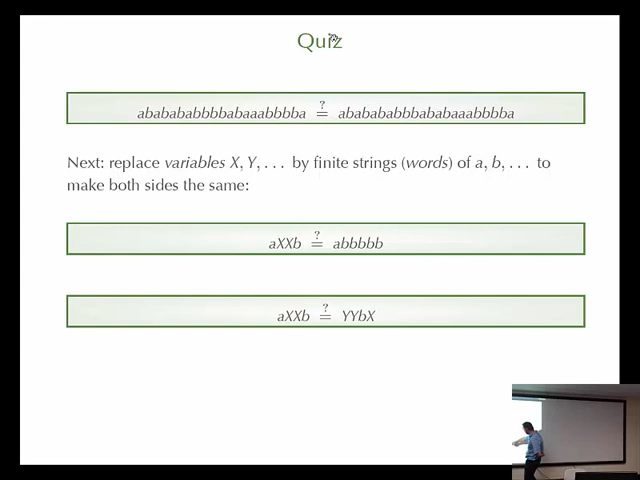 Quiz
ababababbbbabaaabbbba ?= ababababbbababaaabbbba
Next: replace variables X, Y, . . . by finite strings (words) of a, b, . . . to
make both sides the same:
aXXb ?= abbbbb
aXXb ?= YYbX